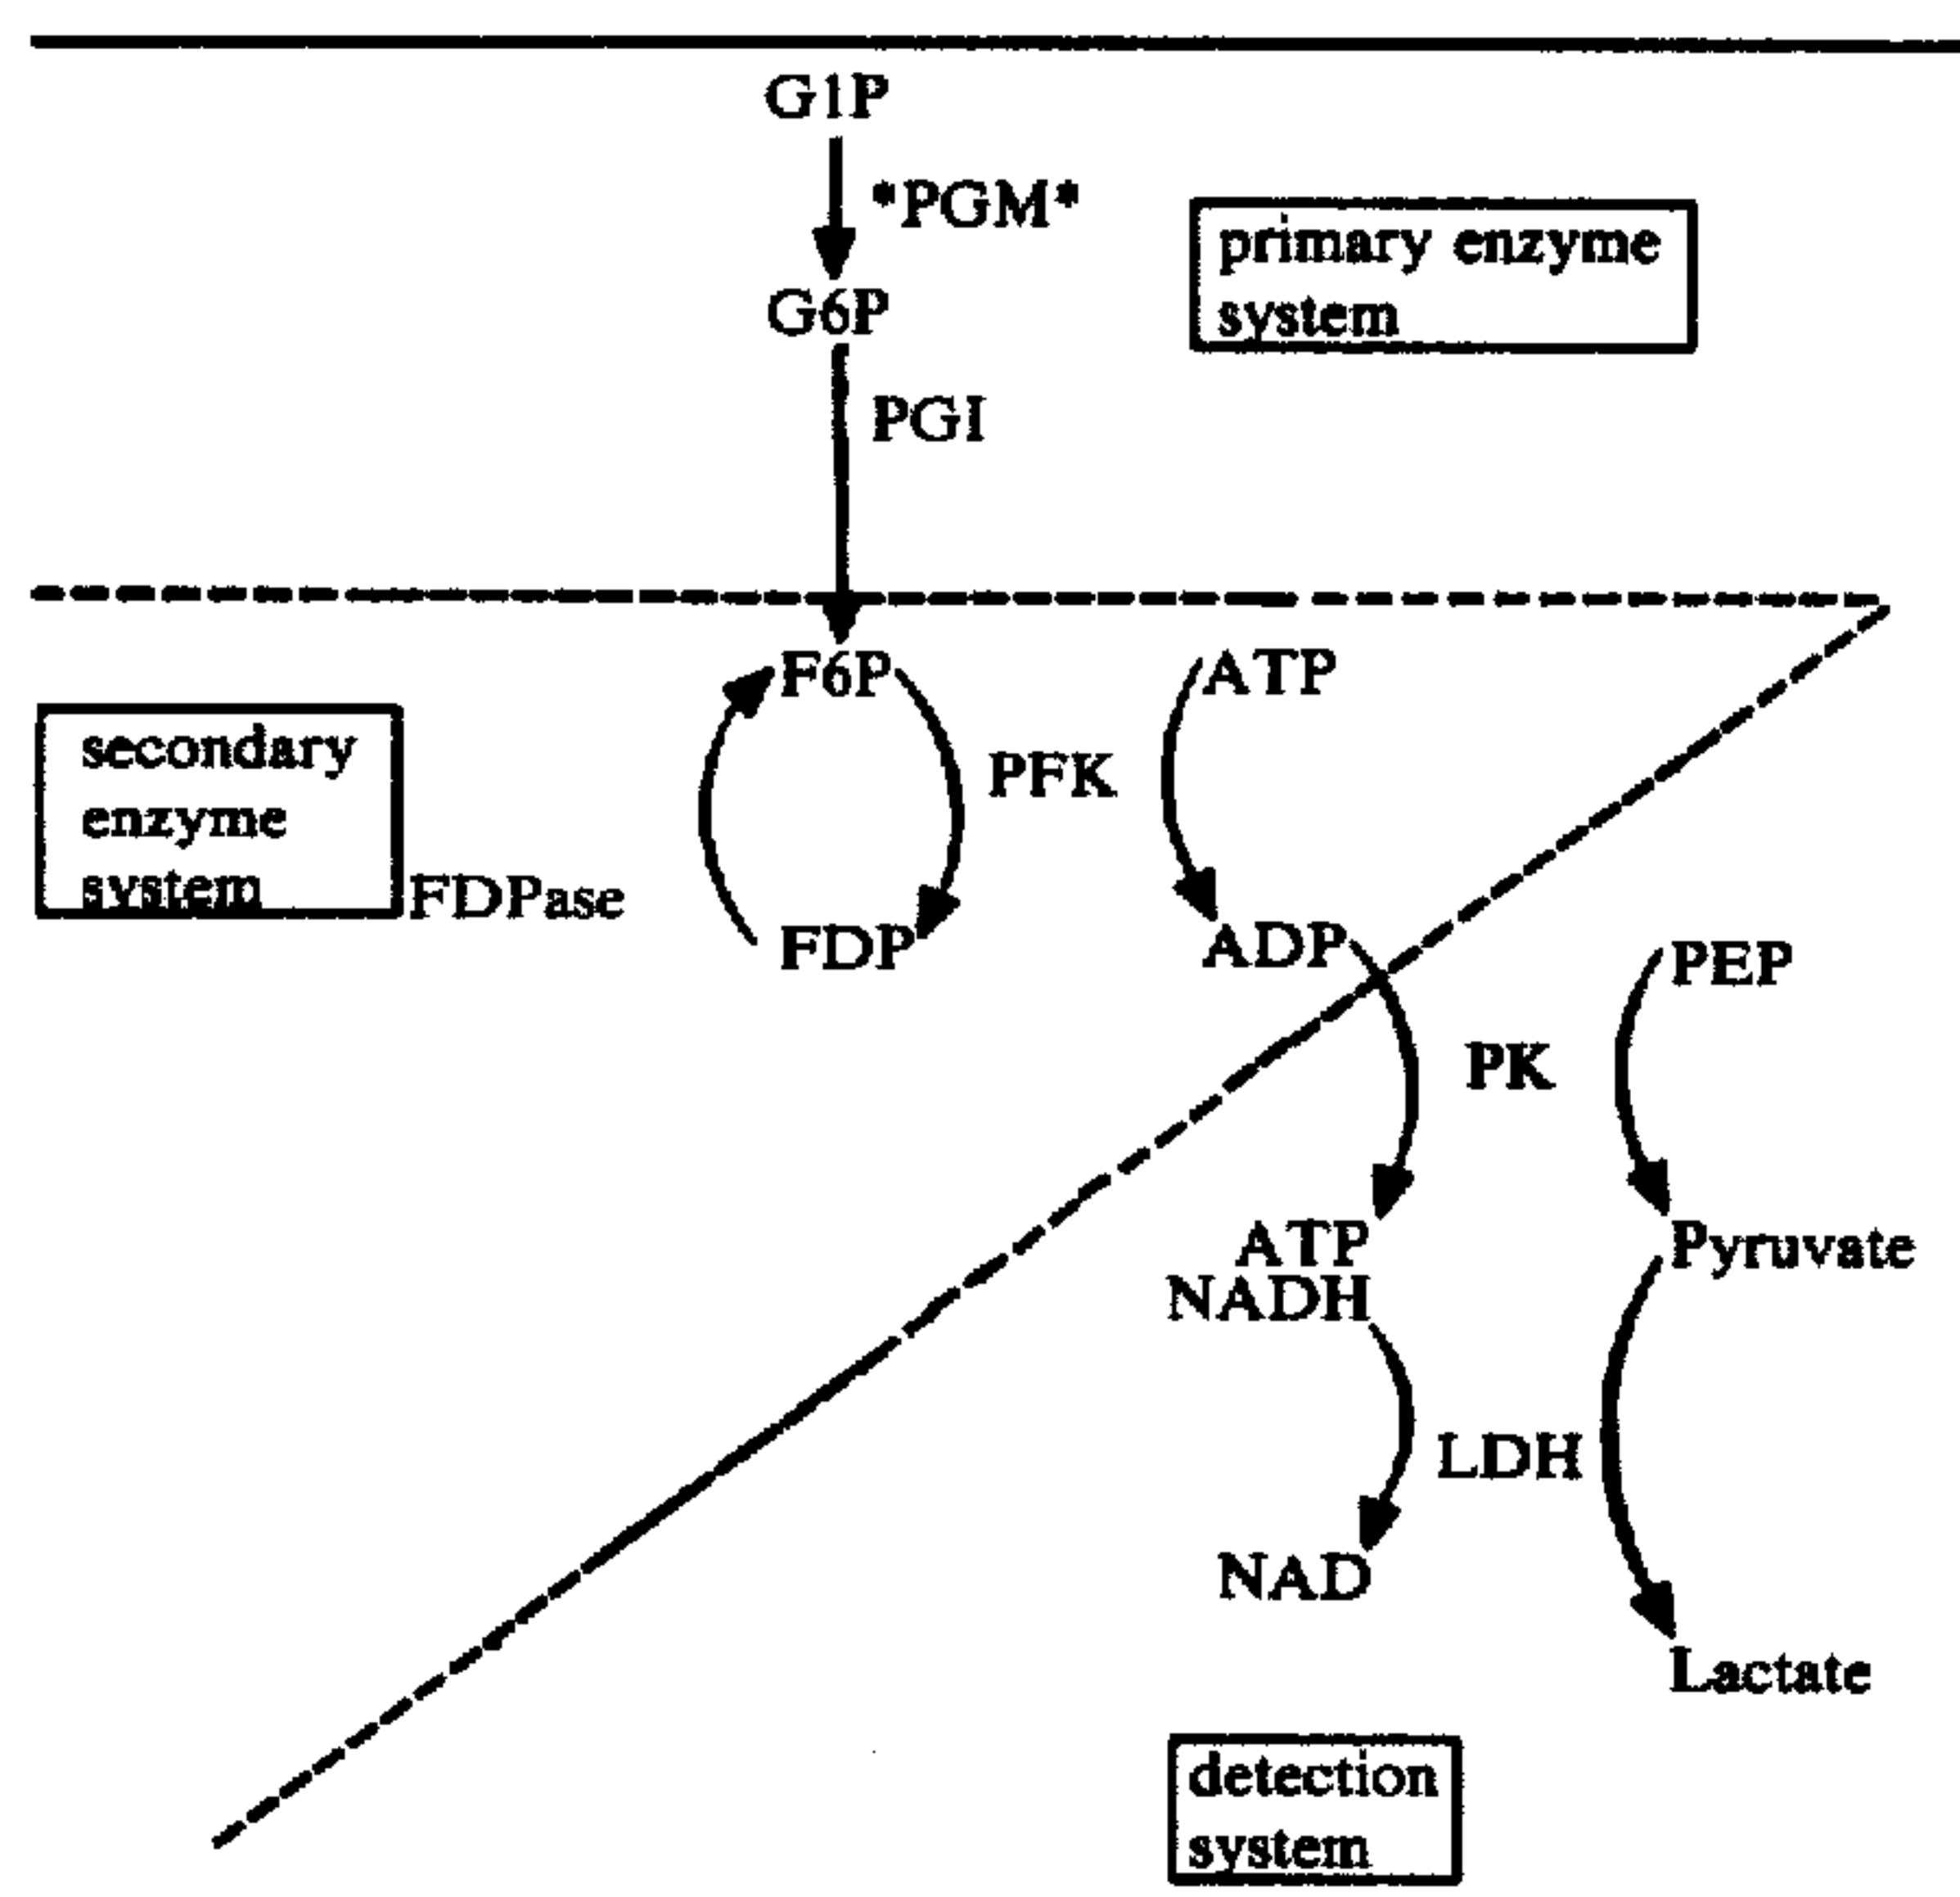 G1P
*PGM*
primary enzyme
system
G6P
PGI
F6P
ATP
secondary
enzyme
system
PFK
FDPase
FDP
ADP
PEP
PK
ATP
Pyruvate
NADH
LDH
NAD
Lactate
detection
system